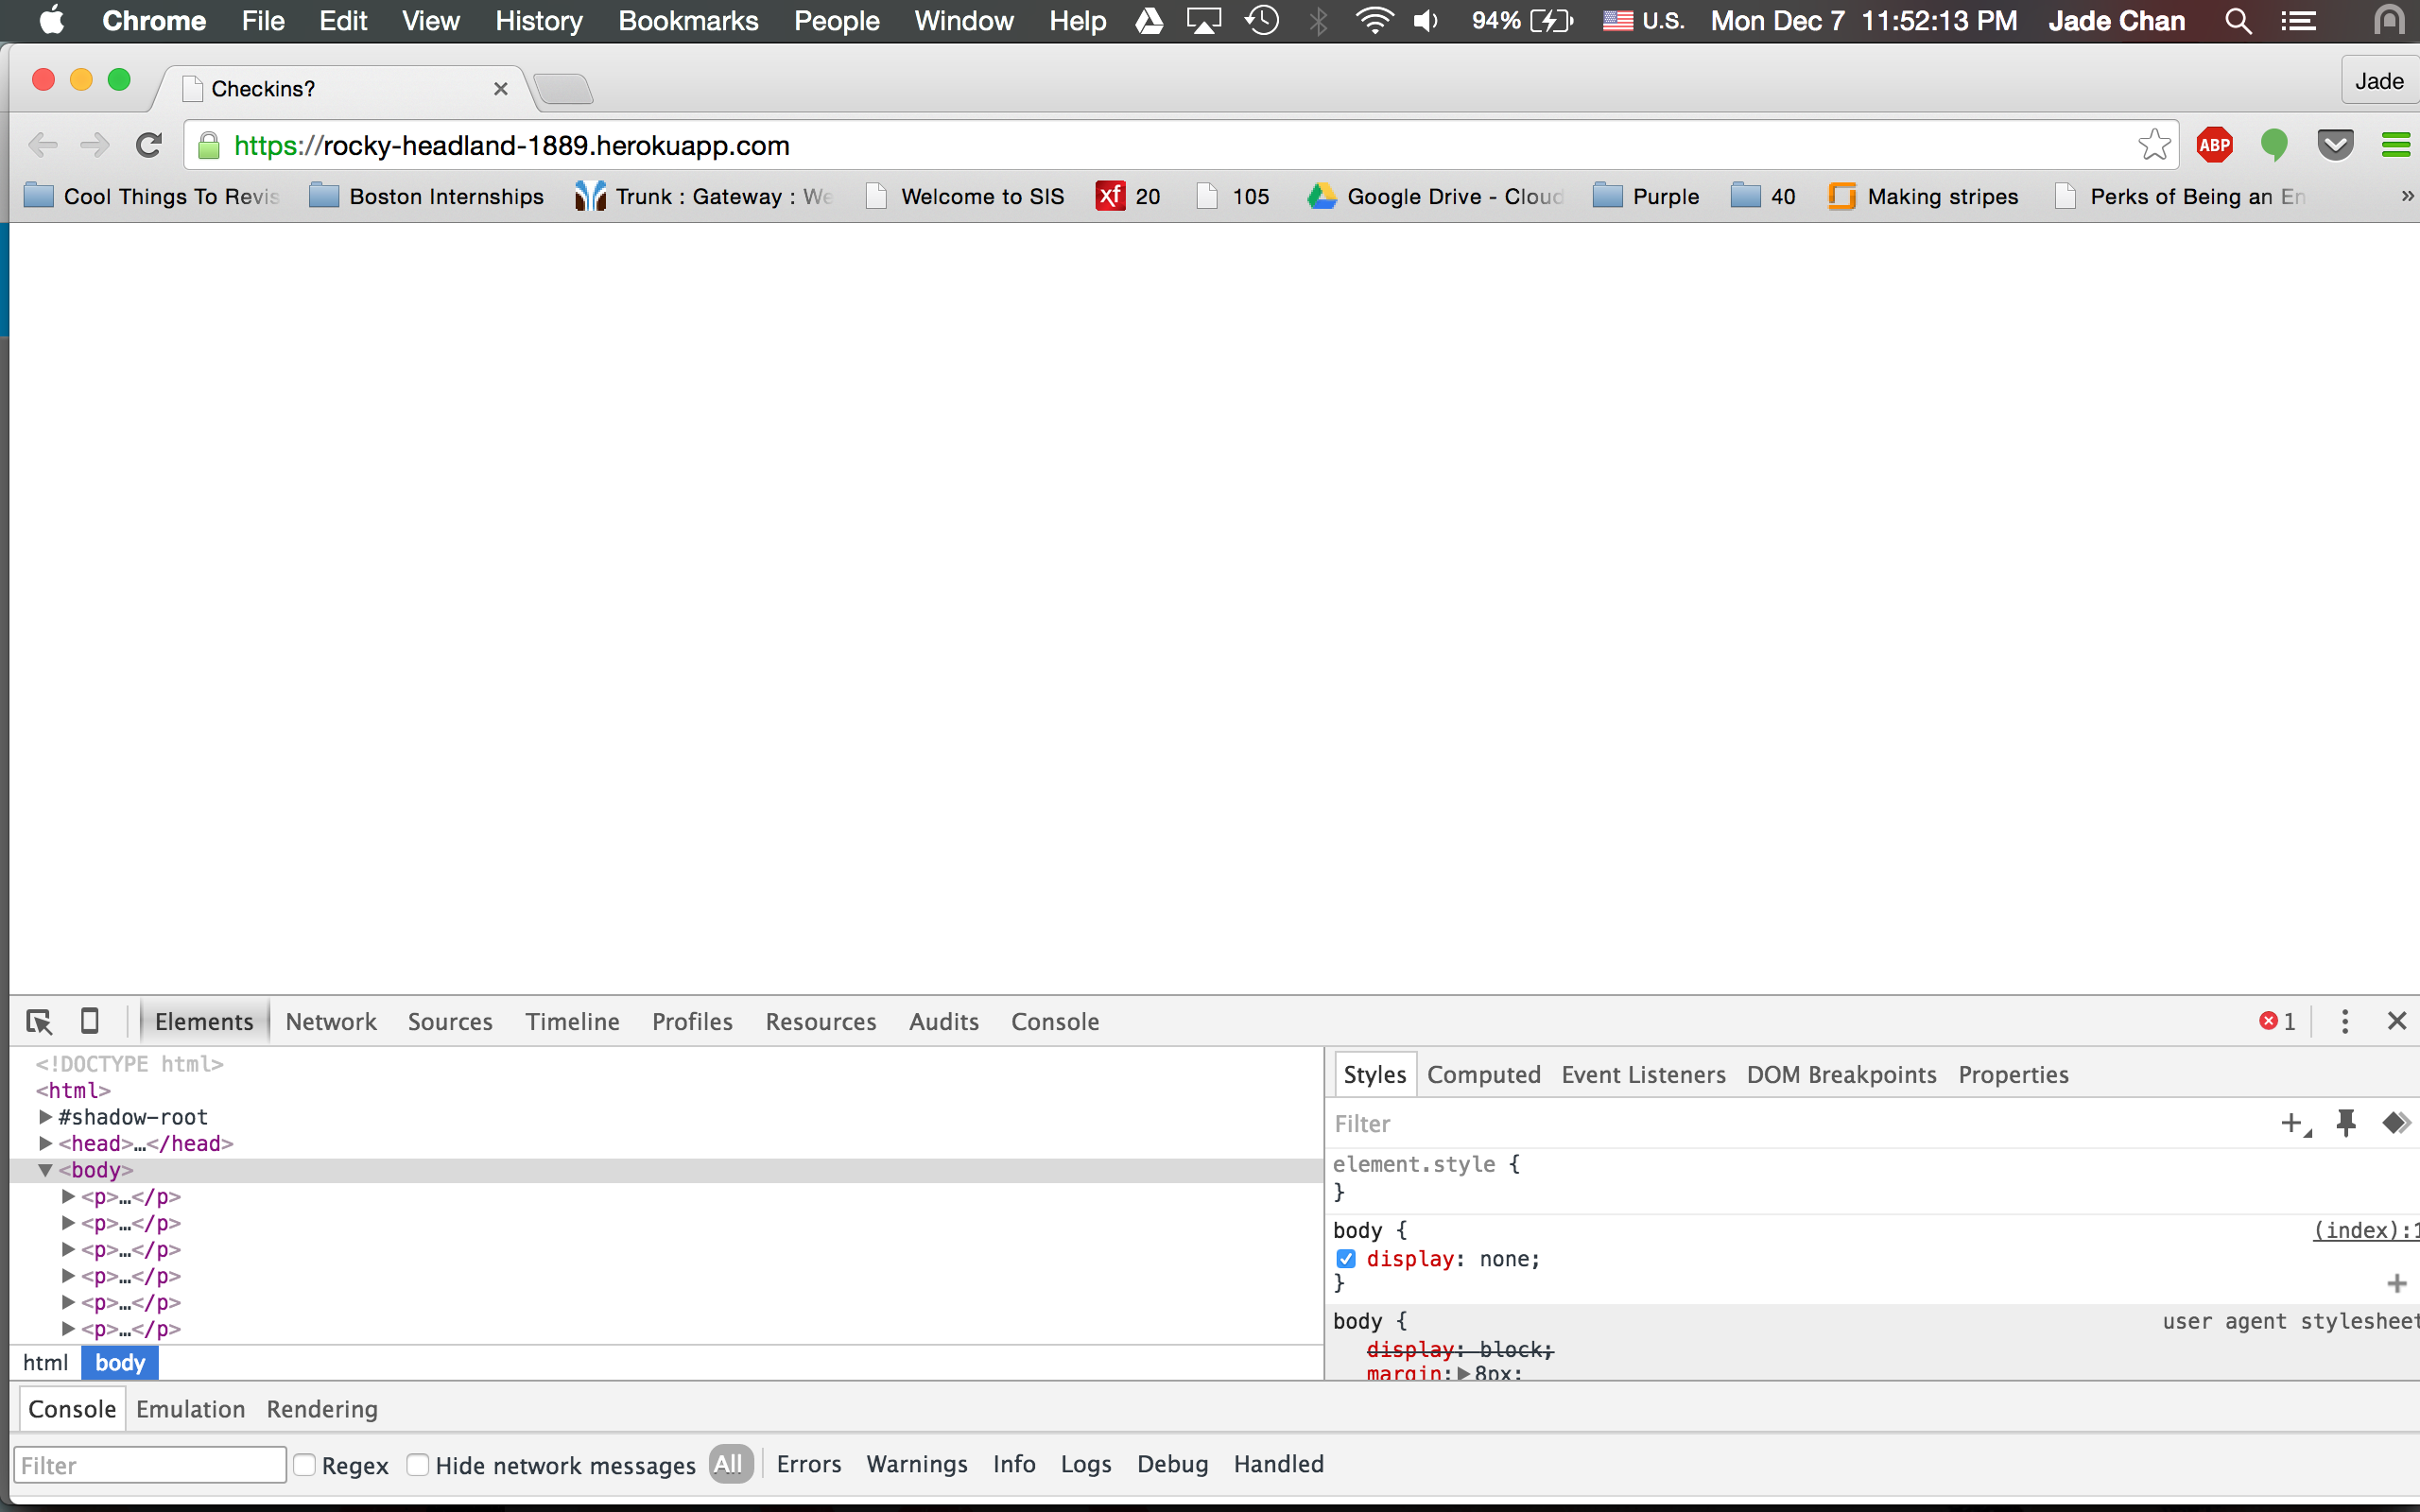 Chrome File Edit View History Bookmarks People Window Help 94% U.S. Mon Dec 7 11:52:13 PM Jade Chan
Checkins?
Jade
https://rocky-headland-1889.herokuapp.com
ABP
Cool Things To Revis
Boston Internships
Trunk : Gateway : We
Welcome to SIS
xf 20
105
Google Drive - Cloud
Purple
40
Making stripes
Perks of Being an En
»
Elements Network Sources Timeline Profiles Resources Audits Console
1
<!DOCTYPE html>
<html>
#shadow-root
<head>…</head>
<body>
<p>…</p>
<p>…</p>
<p>…</p>
<p>…</p>
<p>…</p>
<p>…</p>
html body
Styles Computed Event Listeners DOM Breakpoints Properties
Filter
element.style {
}
body {
(index):1
display: none;
}
body {
user agent stylesheet
display: block;
margin: 8px;
Console Emulation Rendering
Filter Regex Hide network messages All Errors Warnings Info Logs Debug Handled